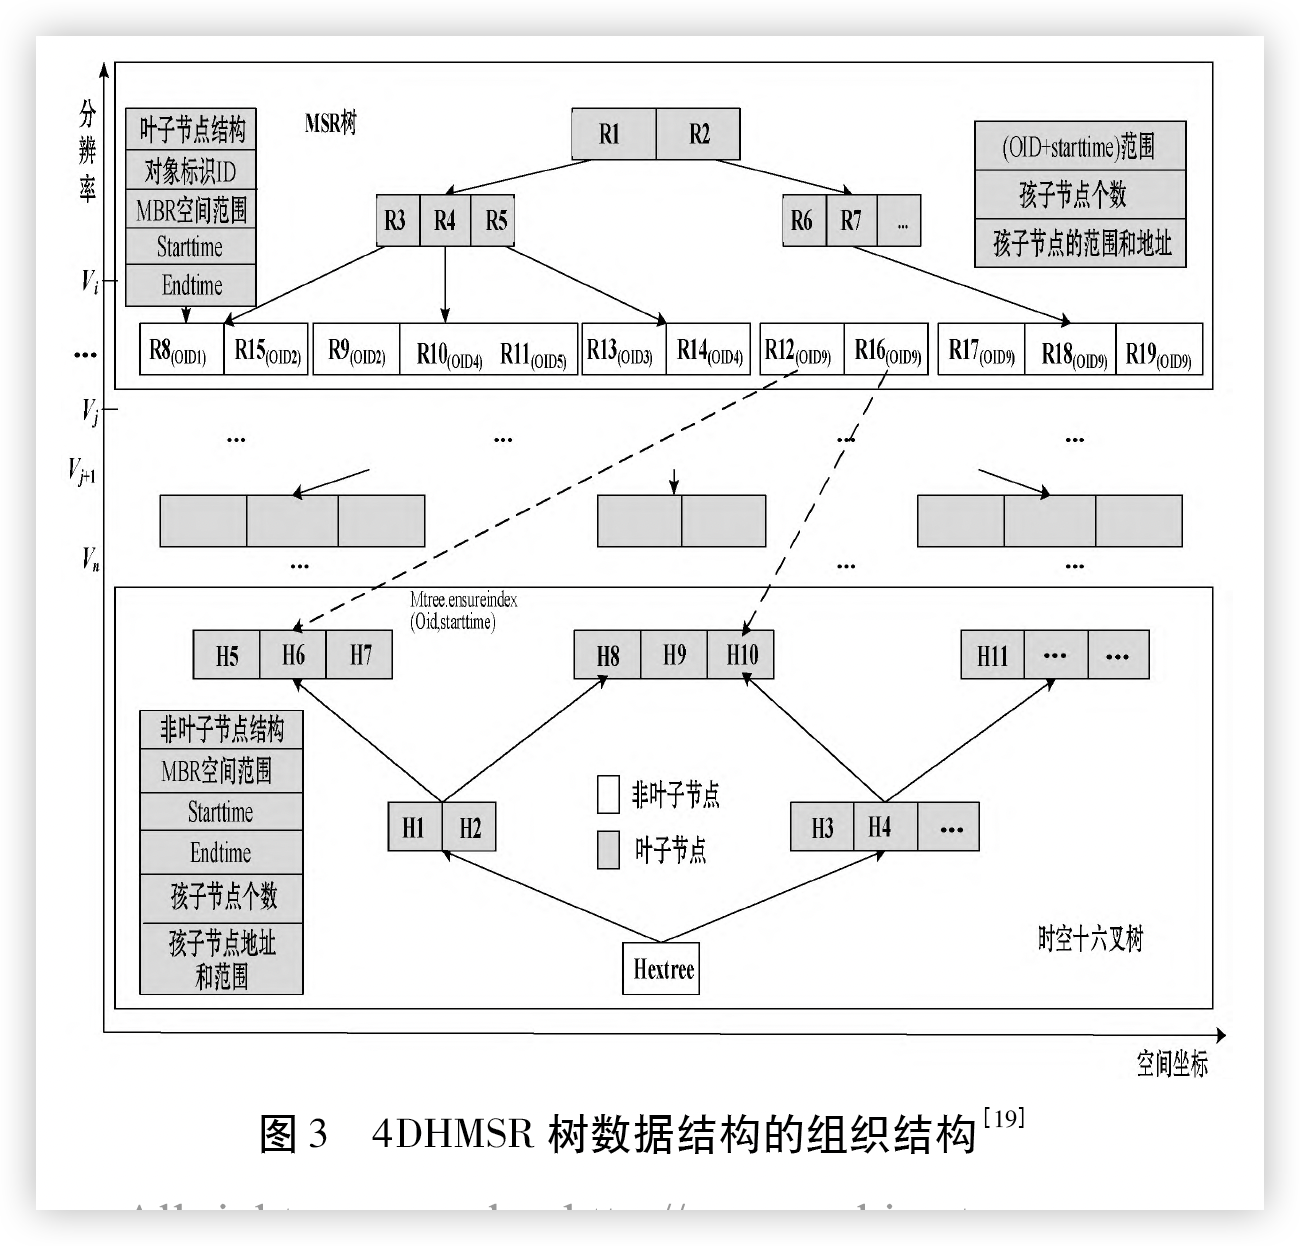 分辨率
叶子节点结构
对象标识ID
MBR空间范围
Starttime
Endtime
MSR树
R1 R2
(OID+starttime)范围
孩子节点个数
孩子节点的范围和地址
R3 R4 R5
R6 R7 ...
Vi
...
R8(OID1) R15(OID2) R9(OID2) R10(OID4) R11(OID5) R13(OID3) R14(OID4) R12(OID9) R16(OID9) R17(OID9) R18(OID9) R19(OID9)
Vj
... ... ... ...
Vj+1
Vn
... ... ...
Mtree.ensureindex
(Oid,starttime)
H5 H6 H7
H8 H9 H10
H11 ... ...
非叶子节点结构
MBR空间范围
Starttime
Endtime
孩子节点个数
孩子节点地址
和范围
非叶子节点
叶子节点
H1 H2
H3 H4 ...
Hextree
时空十六叉树
空间坐标
图 3 4DHMSR 树数据结构的组织结构[19]